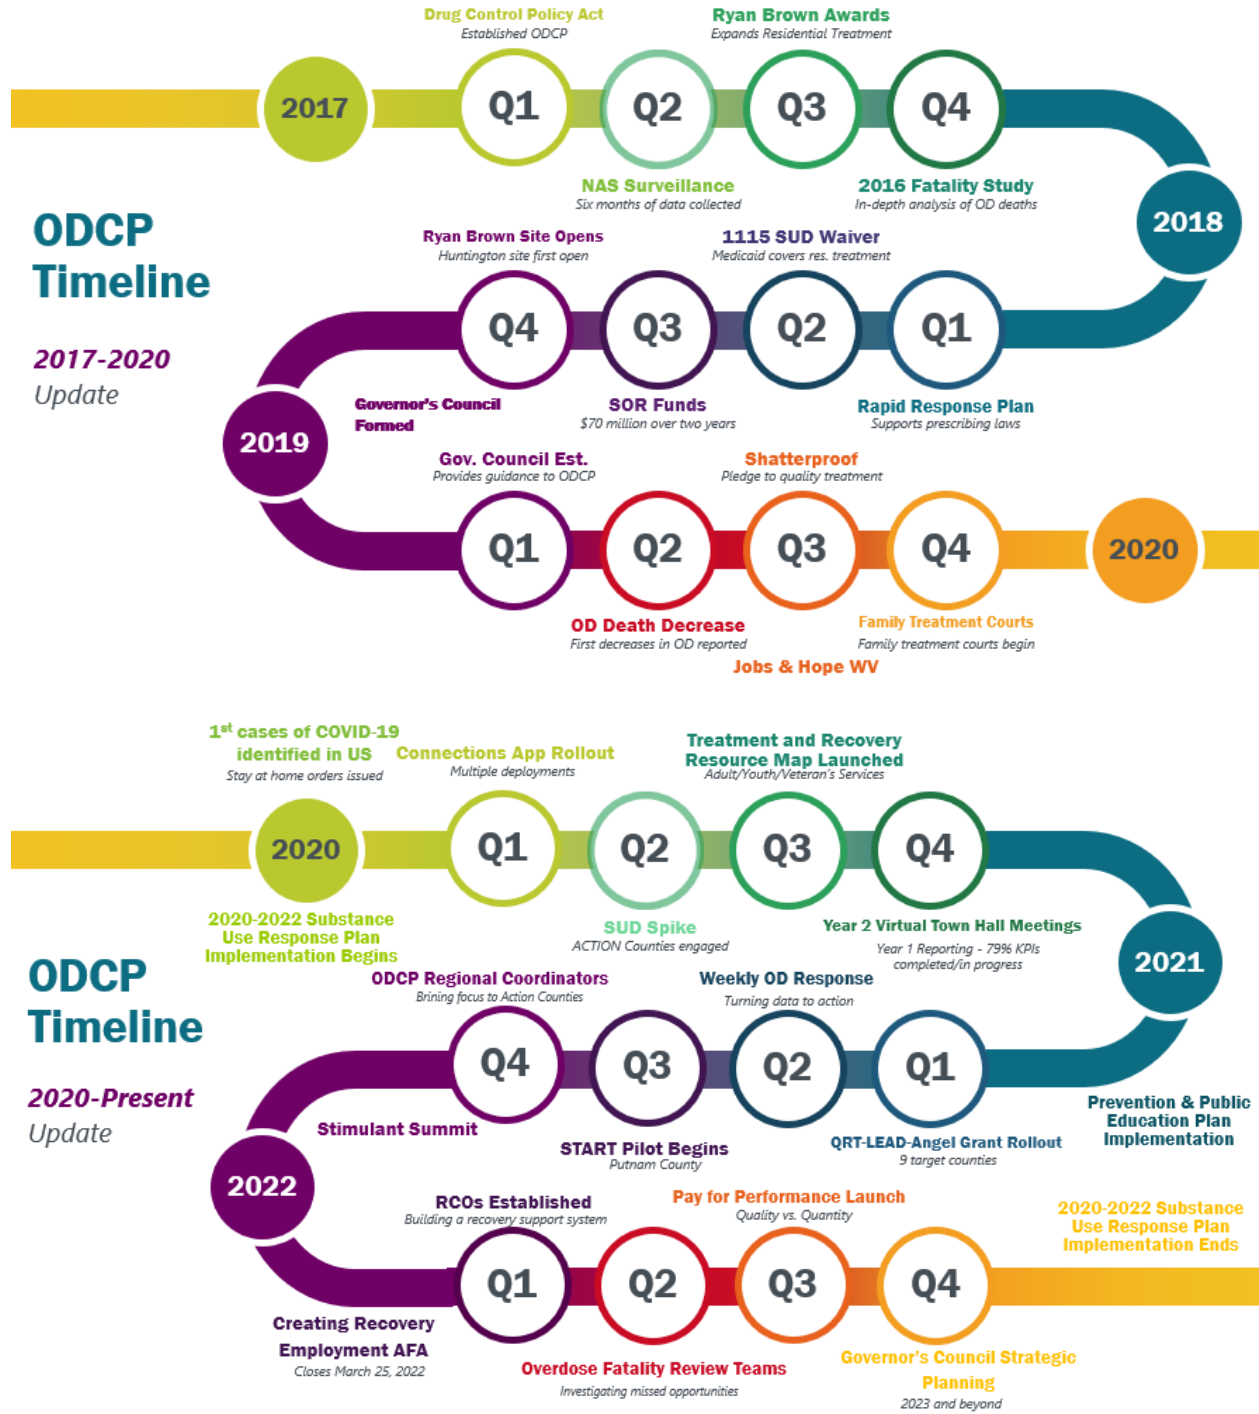 Drug Control Policy Act
Established ODCP
Ryan Brown Awards
Expands Residential Treatment
2017
Q1
Q2
Q3
Q4
NAS Surveillance
Six months of data collected
2016 Fatality Study
In-depth analysis of OD deaths
2018
ODCP
Timeline
2017-2020
Update
Ryan Brown Site Opens
Huntington site first open
1115 SUD Waiver
Medicaid covers res. treatment
Q4
Q3
Q2
Q1
Governor's Council
Formed
SOR Funds
$70 million over two years
Rapid Response Plan
Supports prescribing laws
2019
Gov. Council Est.
Provides guidance to ODCP
Shatterproof
Pledge to quality treatment
Q1
Q2
Q3
Q4
2020
OD Death Decrease
First decreases in OD reported
Family Treatment Courts
Family treatment courts begin
Jobs & Hope WV
1st cases of COVID-19
identified in US
Stay at home orders issued
Connections App Rollout
Multiple deployments
Treatment and Recovery
Resource Map Launched
Adult/Youth/Veteran's Services
2020
Q1
Q2
Q3
Q4
2020-2022 Substance
Use Response Plan
Implementation Begins
SUD Spike
ACTION Counties engaged
Year 2 Virtual Town Hall Meetings
Year 1 Reporting - 79% KPIs
completed/in progress
2021
ODCP
Timeline
2020-Present
Update
ODCP Regional Coordinators
Brining focus to Action Counties
Weekly OD Response
Turning data to action
Q4
Q3
Q2
Q1
Stimulant Summit
START Pilot Begins
Putnam County
QRT-LEAD-Angel Grant Rollout
9 target counties
Prevention & Public
Education Plan
Implementation
2022
RCOs Established
Building a recovery support system
Pay for Performance Launch
Quality vs. Quantity
2020-2022 Substance
Use Response Plan
Implementation Ends
Q1
Q2
Q3
Q4
Creating Recovery
Employment AFA
Closes March 25, 2022
Overdose Fatality Review Teams
Investigating missed opportunities
Governor's Council Strategic
Planning
2023 and beyond